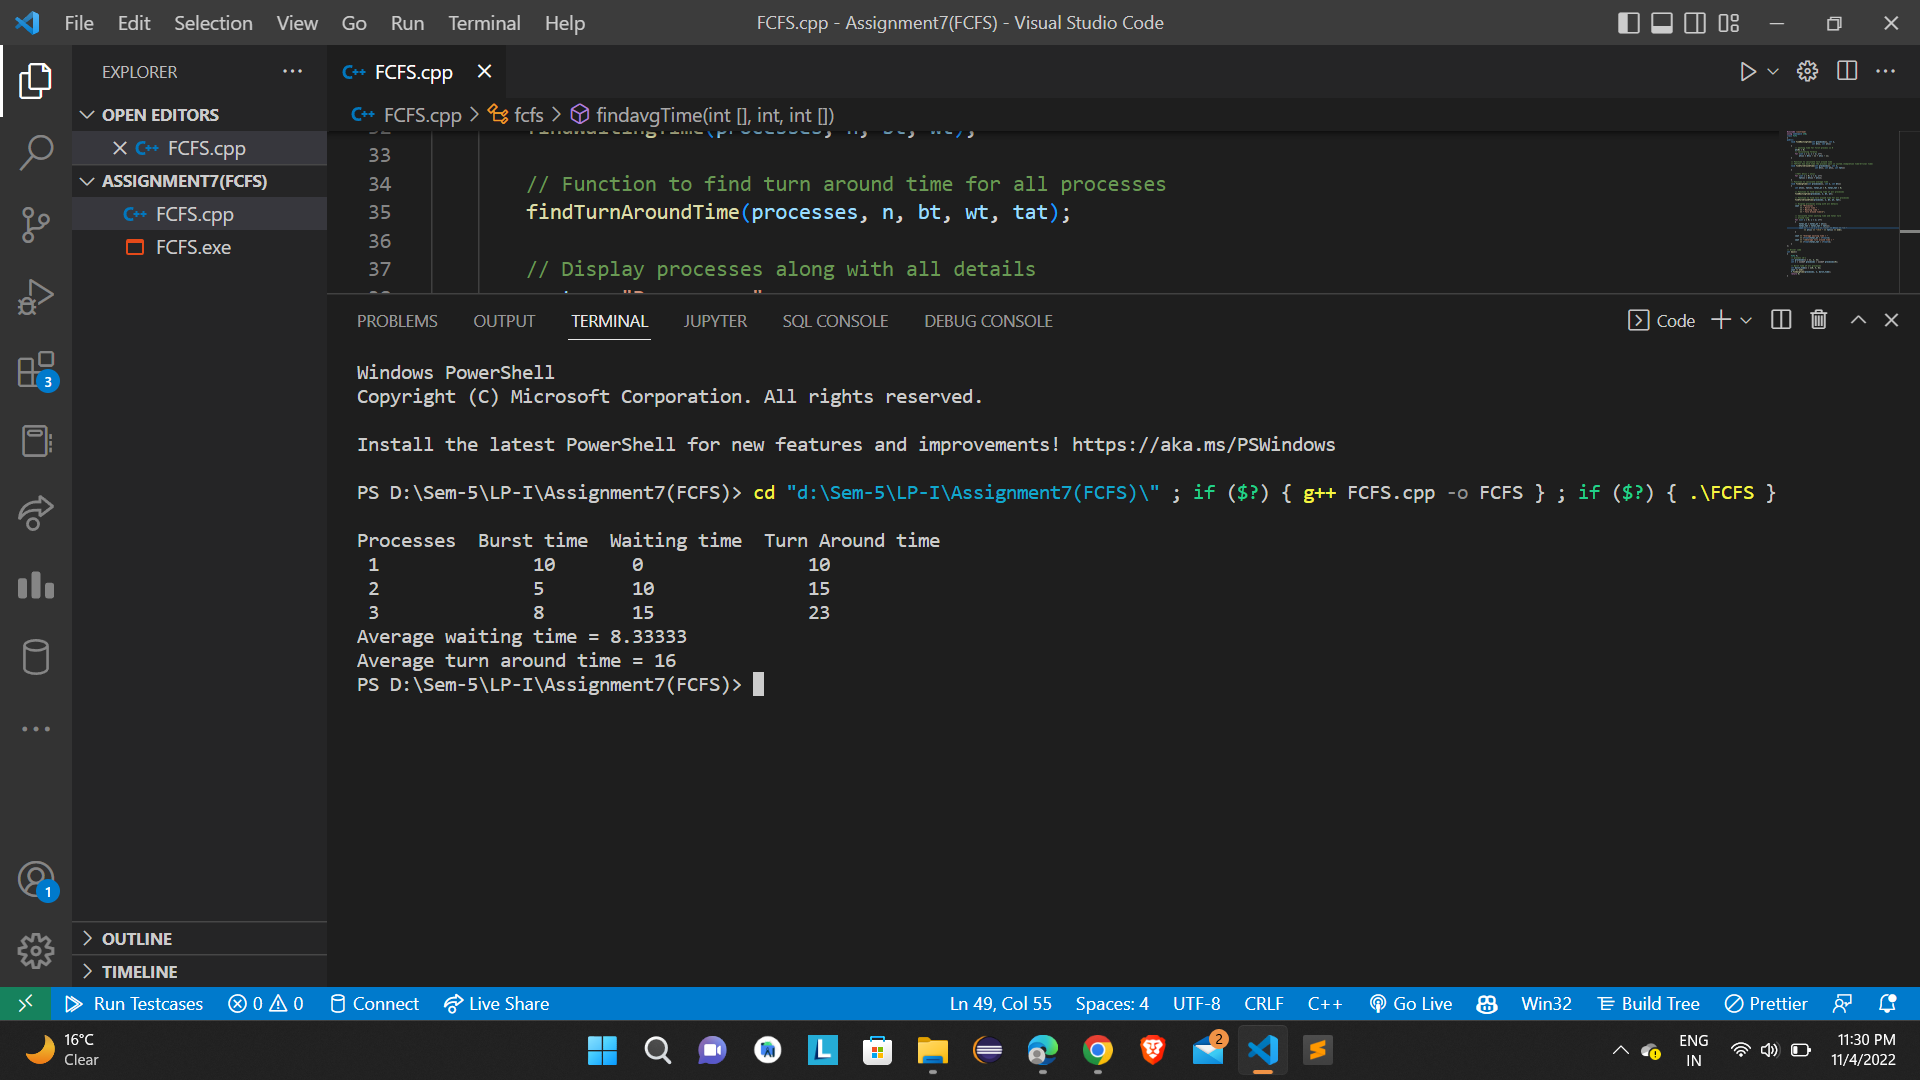 File Edit Selection View Go Run Terminal Help
FCFS.cpp - Assignment7(FCFS) - Visual Studio Code
EXPLORER
OPEN EDITORS
C++ FCFS.cpp
ASSIGNMENT7(FCFS)
C++ FCFS.cpp
FCFS.exe
3
1
OUTLINE
TIMELINE
C++ FCFS.cpp
C++ FCFS.cpp > fcfs > findavgTime(int [], int, int [])
32 findWaitingTime(processes, n, bt, wt);
33
34 // Function to find turn around time for all processes
35 findTurnAroundTime(processes, n, bt, wt, tat);
36
37 // Display processes along with all details
PROBLEMS OUTPUT TERMINAL JUPYTER SQL CONSOLE DEBUG CONSOLE
Code
Windows PowerShell
Copyright (C) Microsoft Corporation. All rights reserved.
Install the latest PowerShell for new features and improvements! https://aka.ms/PSWindows
PS D:\Sem-5\LP-I\Assignment7(FCFS)> cd "d:\Sem-5\LP-I\Assignment7(FCFS)\" ; if ($?) { g++ FCFS.cpp -o FCFS } ; if ($?) { .\FCFS }
Processes Burst time Waiting time Turn Around time
1 10 0 10
2 5 10 15
3 8 15 23
Average waiting time = 8.33333
Average turn around time = 16
PS D:\Sem-5\LP-I\Assignment7(FCFS)>
Run Testcases 0 0 Connect Live Share
Ln 49, Col 55 Spaces: 4 UTF-8 CRLF C++ Go Live Win32 Build Tree Prettier
16°C
Clear
L
2
ENG
IN
11:30 PM
11/4/2022